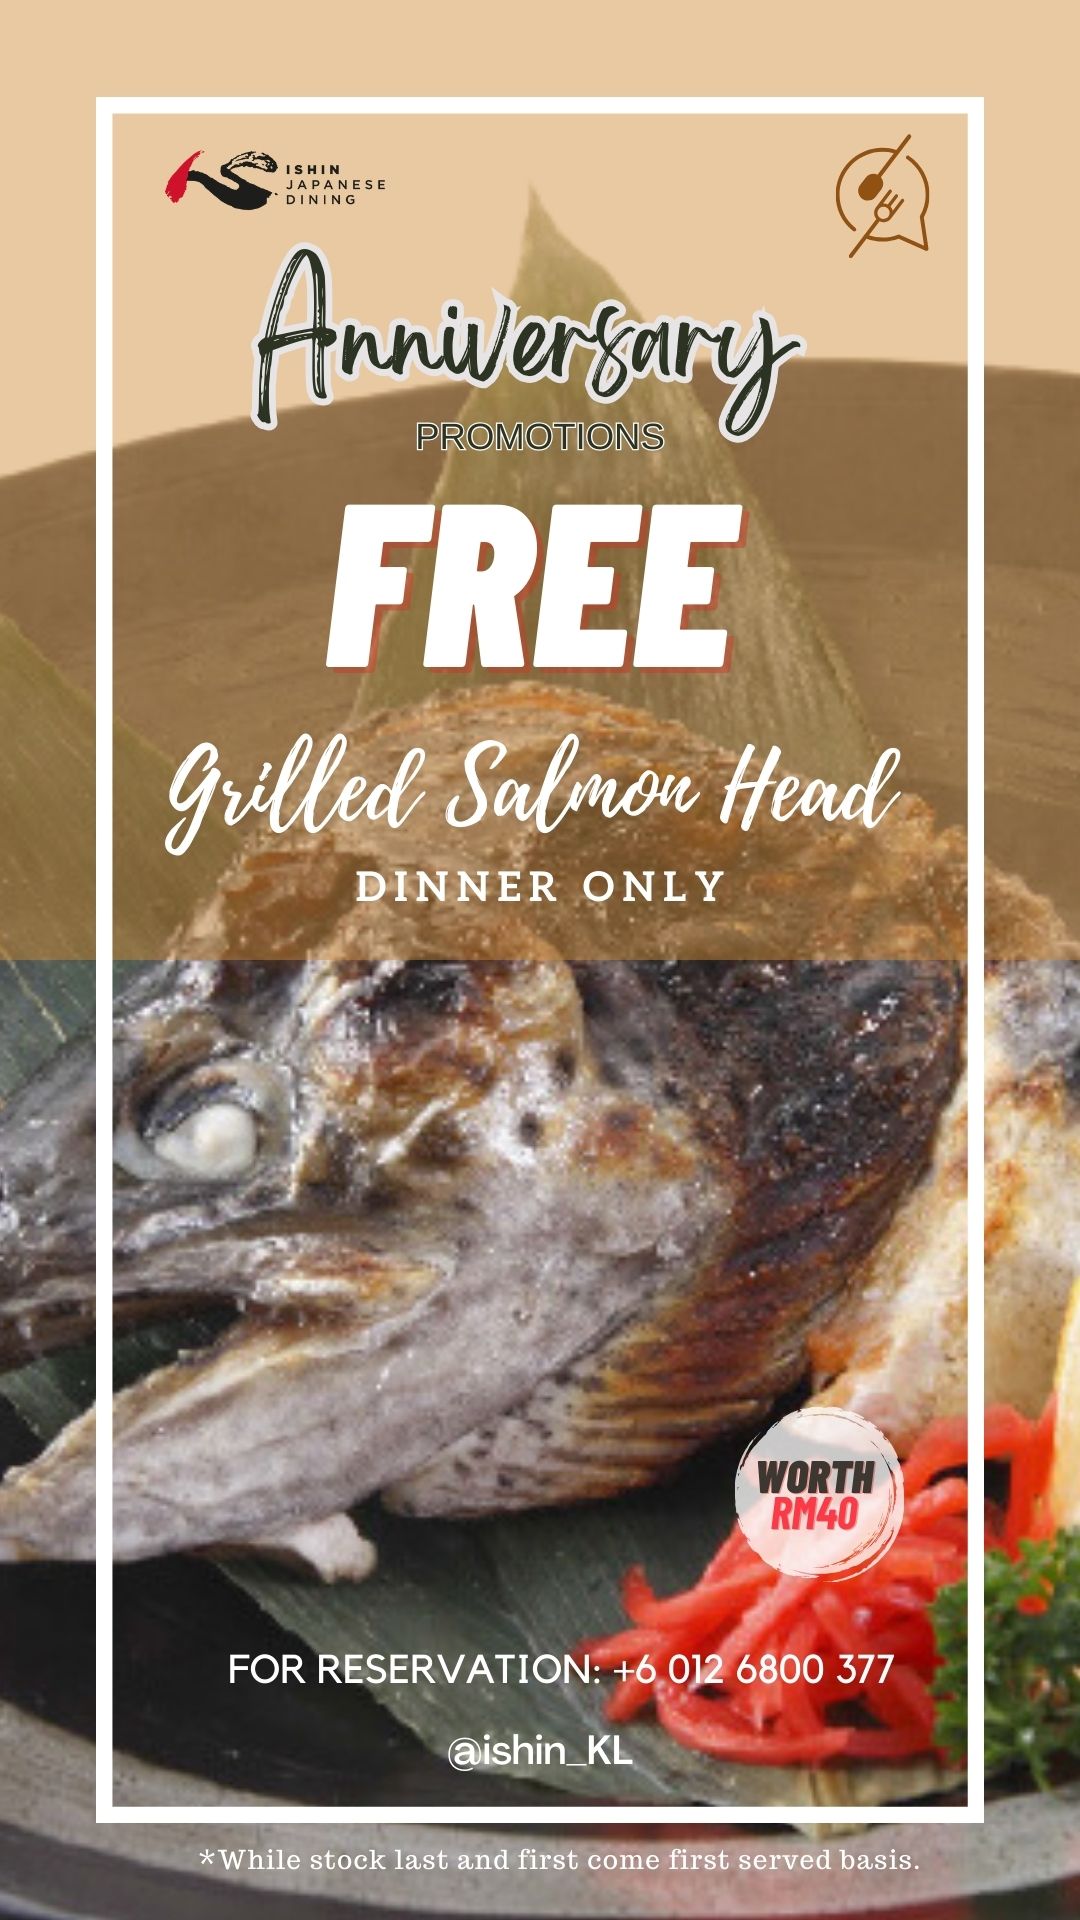 ISHIN
JAPANESE
DINING
Anniversary
PROMOTIONS
FREE
Grilled Salmon Head
DINNER ONLY
WORTH
RM40
FOR RESERVATION: +6 012 6800 377
@ishin_KL
*While stock last and first come first served basis.